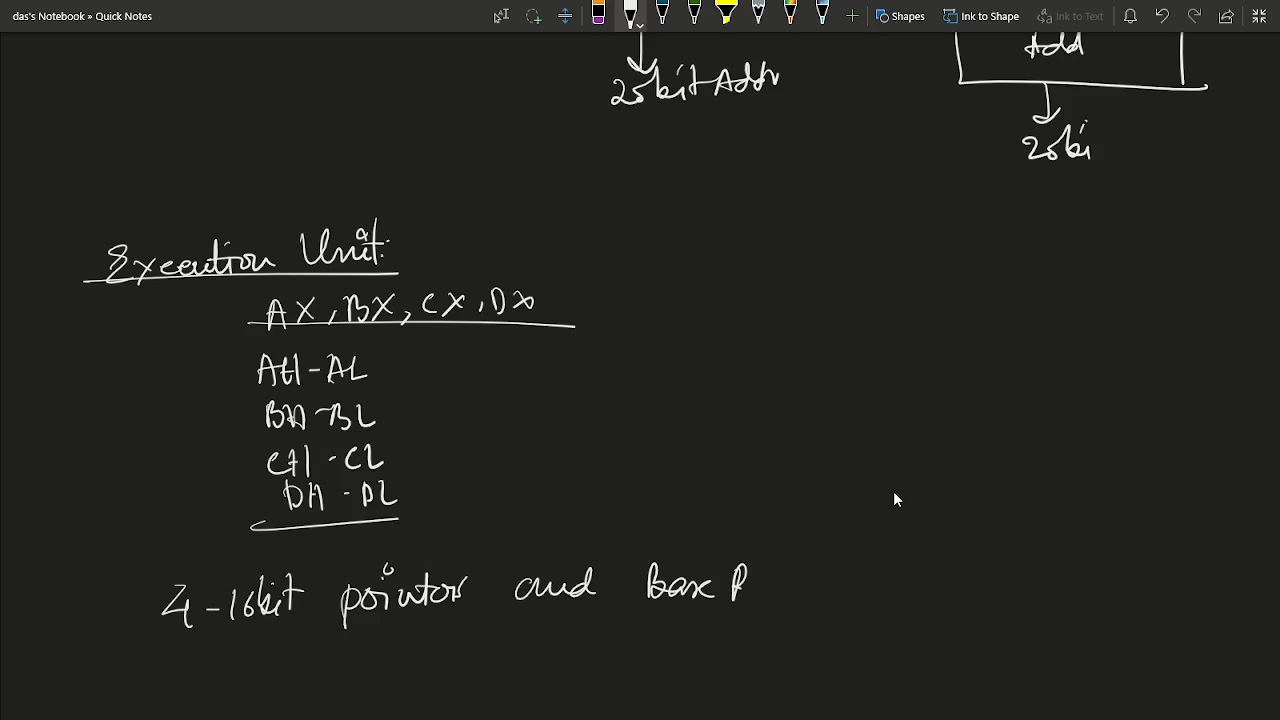 das's Notebook » Quick Notes
Shapes
Ink to Shape
Ink to Text
Add
20bit Addr
20bi
Execution Unit:
AX, BX, CX, DX
AH - AL
BH - BL
CH - CL
DH - DL
4 - 16bit pointer and Base P